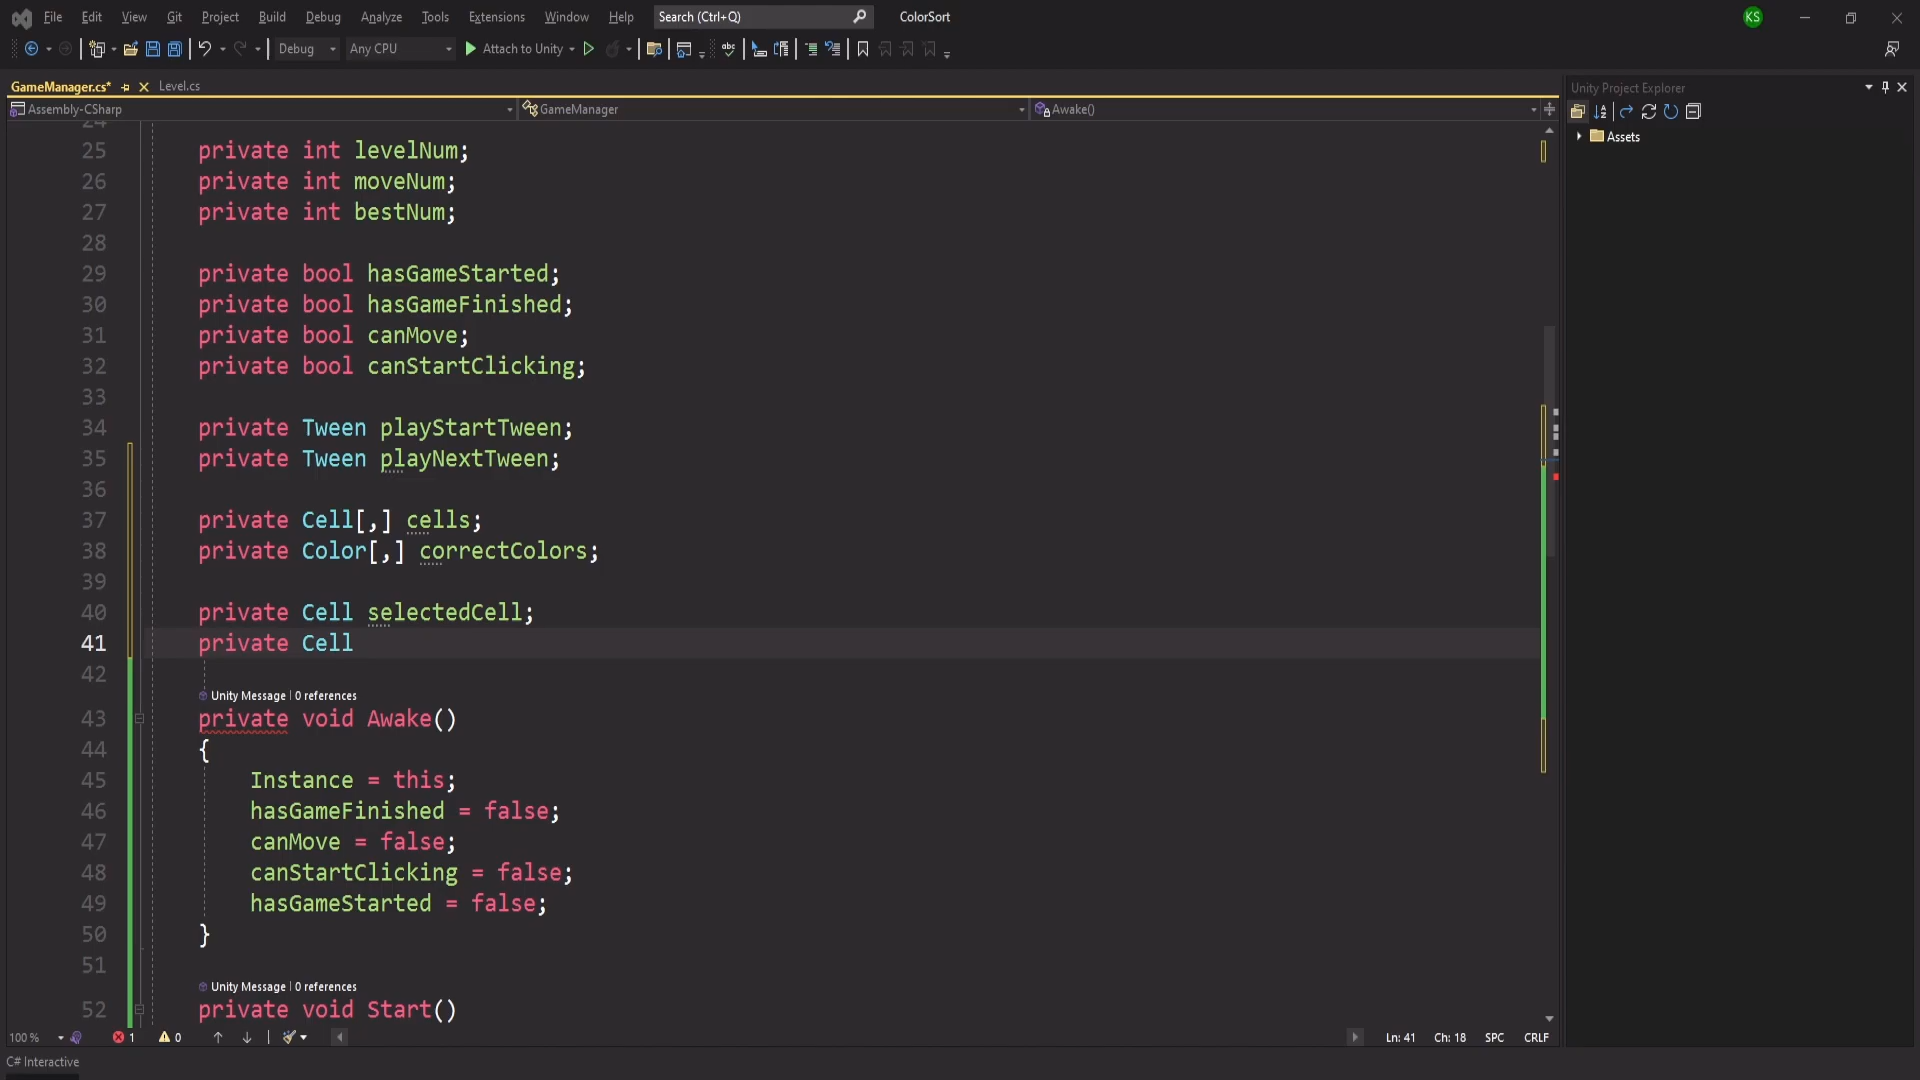 File Edit View Git Project Build Debug Analyze Tools Extensions Window Help Search (Ctrl+Q) ColorSort KS
Debug Any CPU Attach to Unity
GameManager.cs* Level.cs Unity Project Explorer
Assembly-CSharp GameManager Awake()
Assets
24
25 private int levelNum;
26 private int moveNum;
27 private int bestNum;
28
29 private bool hasGameStarted;
30 private bool hasGameFinished;
31 private bool canMove;
32 private bool canStartClicking;
33
34 private Tween playStartTween;
35 private Tween playNextTween;
36
37 private Cell[,] cells;
38 private Color[,] correctColors;
39
40 private Cell selectedCell;
41 private Cell
42
Unity Message | 0 references
43 private void Awake()
44 {
45 Instance = this;
46 hasGameFinished = false;
47 canMove = false;
48 canStartClicking = false;
49 hasGameStarted = false;
50 }
51
Unity Message | 0 references
52 private void Start()
100 % 1 0 Ln: 41 Ch: 18 SPC CRLF
C# Interactive